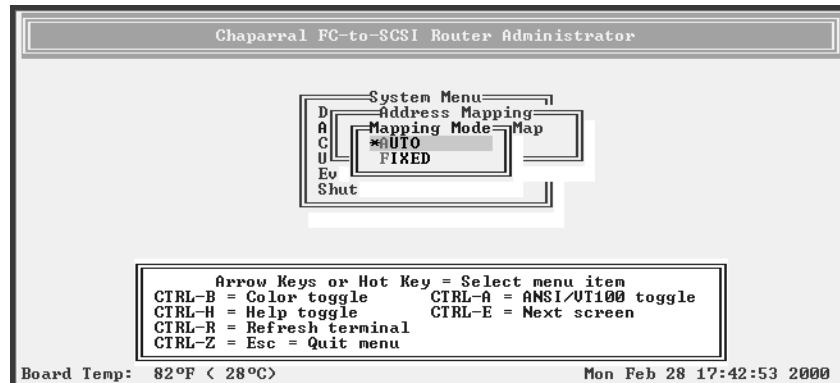 Chaparral FC-to-SCSI Router Administrator
System Menu
D Address Mapping
A Mapping Mode Map
C *AUTO
U FIXED
Ev
Shut
Arrow Keys or Hot Key = Select menu item
CTRL-B = Color toggle CTRL-A = ANSI/VT100 toggle
CTRL-H = Help toggle CTRL-E = Next screen
CTRL-R = Refresh terminal
CTRL-Z = Esc = Quit menu
Board Temp: 82°F ( 28°C) Mon Feb 28 17:42:53 2000